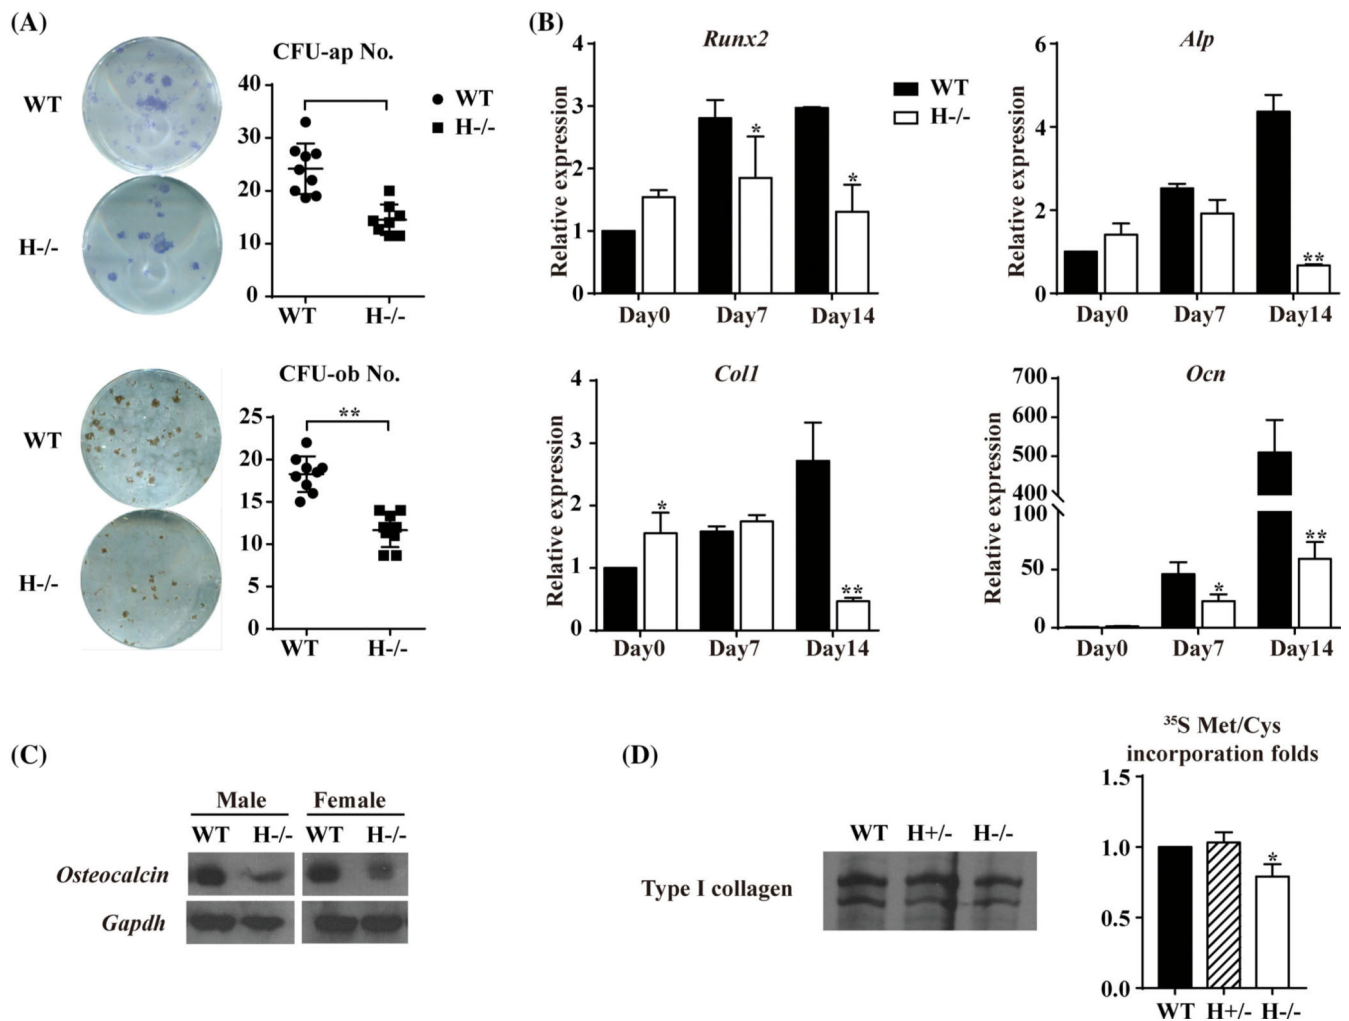 (A)
CFU-ap No.
WT
H-/-
40
30
20
10
0
WT H-/-
WT
H-/-
CFU-ob No.
WT
H-/-
**
25
20
15
10
5
0
WT H-/-
(B)
Runx2
Relative expression
4
3
2
1
0
* *
Day0 Day7 Day14
WT
H-/-
Alp
Relative expression
6
4
2
0
**
Day0 Day7 Day14
Col1
Relative expression
4
3
2
1
0
* **
Day0 Day7 Day14
Ocn
Relative expression
700
600
500
400
100
50
0
* **
Day0 Day7 Day14
(C)
Male Female
WT H-/- WT H-/-
Osteocalcin
Gapdh
(D)
WT H+/- H-/-
Type I collagen
35S Met/Cys
incorporation folds
1.5
1.0
0.5
0.0
*
WT H+/- H-/-